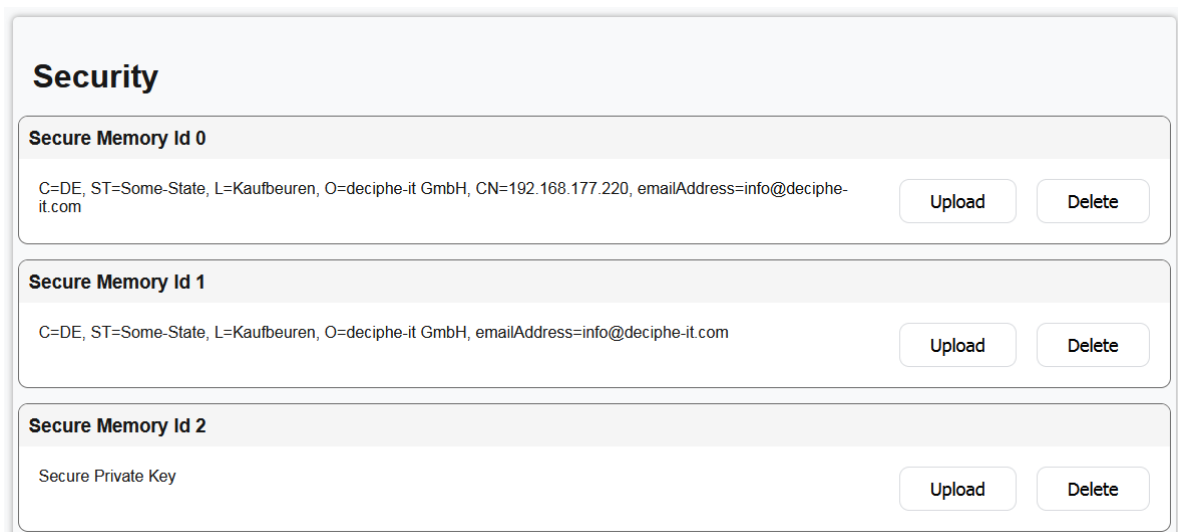 Security
Secure Memory Id 0
C=DE, ST=Some-State, L=Kaufbeuren, O=deciphe-it GmbH, CN=192.168.177.220, emailAddress=info@deciphe-
it.com
Upload
Delete
Secure Memory Id 1
C=DE, ST=Some-State, L=Kaufbeuren, O=deciphe-it GmbH, emailAddress=info@deciphe-it.com
Upload
Delete
Secure Memory Id 2
Secure Private Key
Upload
Delete